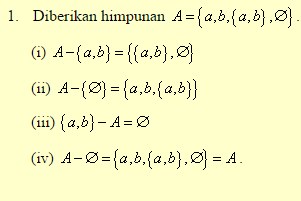 1. Diberikan himpunan A={a,b,{a,b},∅}.
(i) A−{a,b}={{a,b},∅}
(ii) A−{∅}={a,b,{a,b}}
(iii) {a,b}−A=∅
(iv) A−∅={a,b,{a,b},∅} = A.